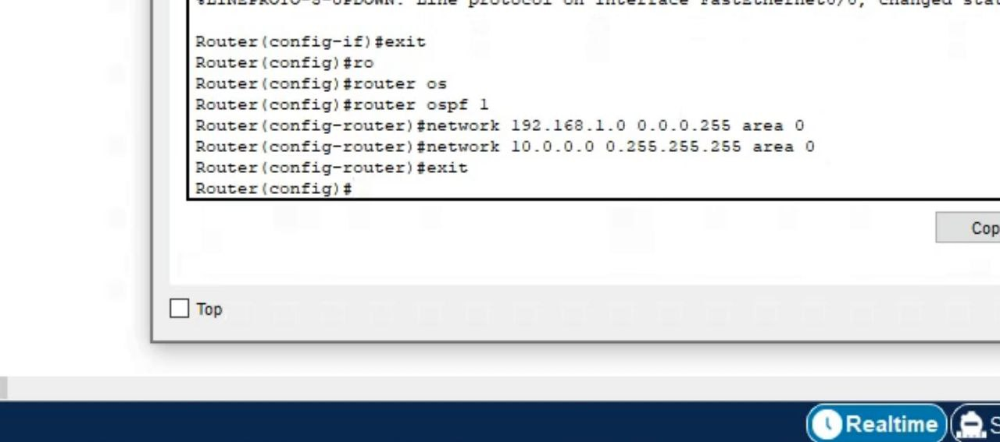 %LINEPROTO-5-UPDOWN: Line protocol on Interface FastEthernet0/0, changed
Router(config-if)#exit
Router(config)#ro
Router(config)#router os
Router(config)#router ospf 1
Router(config-router)#network 192.168.1.0 0.0.0.255 area 0
Router(config-router)#network 10.0.0.0 0.255.255.255 area 0
Router(config-router)#exit
Router(config)#
Cop
Top
Realtime
S